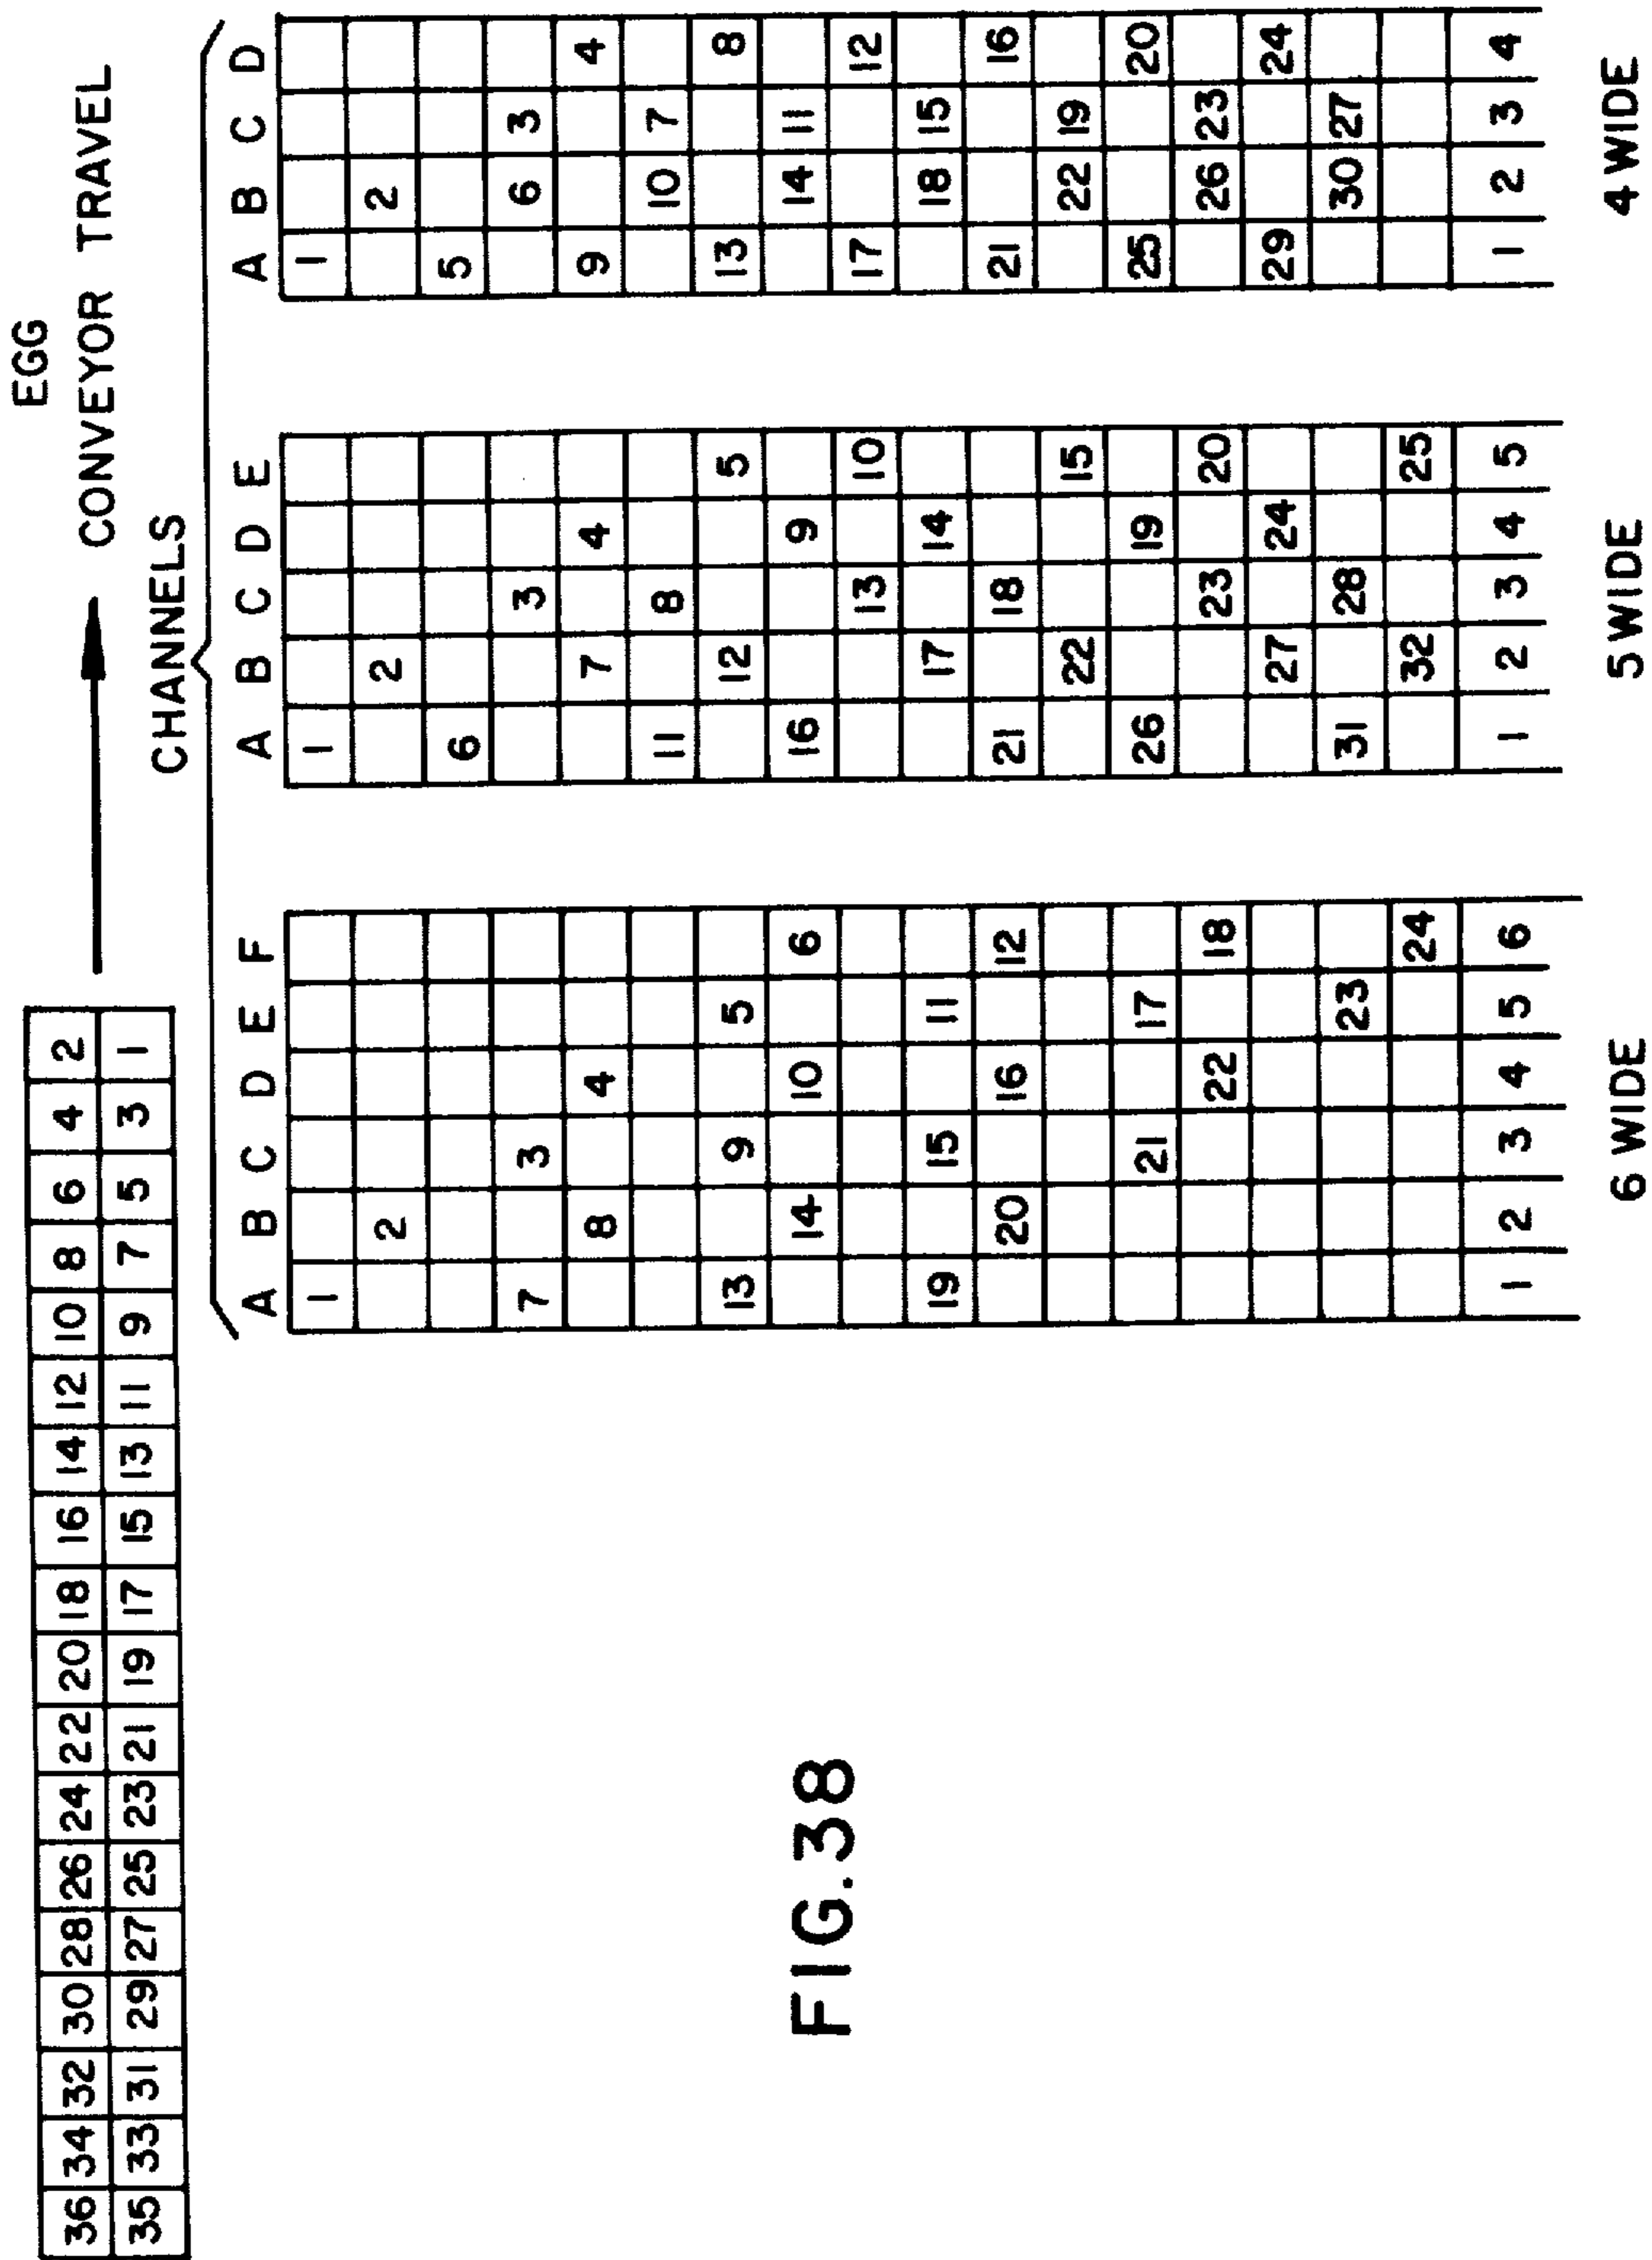 EGG
CONVEYOR TRAVEL
36 34 32 30 28 26 24 22 20 18 16 14 12 10 8 6 4 2
35 33 31 29 27 25 23 21 19 17 15 13 11 9 7 5 3 1
CHANNELS
A B C D E F A B C D E A B C D
1 1 1
2 2 2
6 5
7 3 3 6 3
8 4 7 4 9 4
11 8 10 7
13 9 5 12 5 13 8
14 10 6 16 9 14 11
13 10 17 12
19 15 11 17 14 18 15
20 16 12 21 18 21 16
22 15 22 19
21 17 26 19 25 20
22 18 23 20 26 23
27 24 29 24
23 31 28 30 27
24 32 25
1 2 3 4 5 6 1 2 3 4 5 1 2 3 4
6 WIDE 5 WIDE 4 WIDE
FIG.38